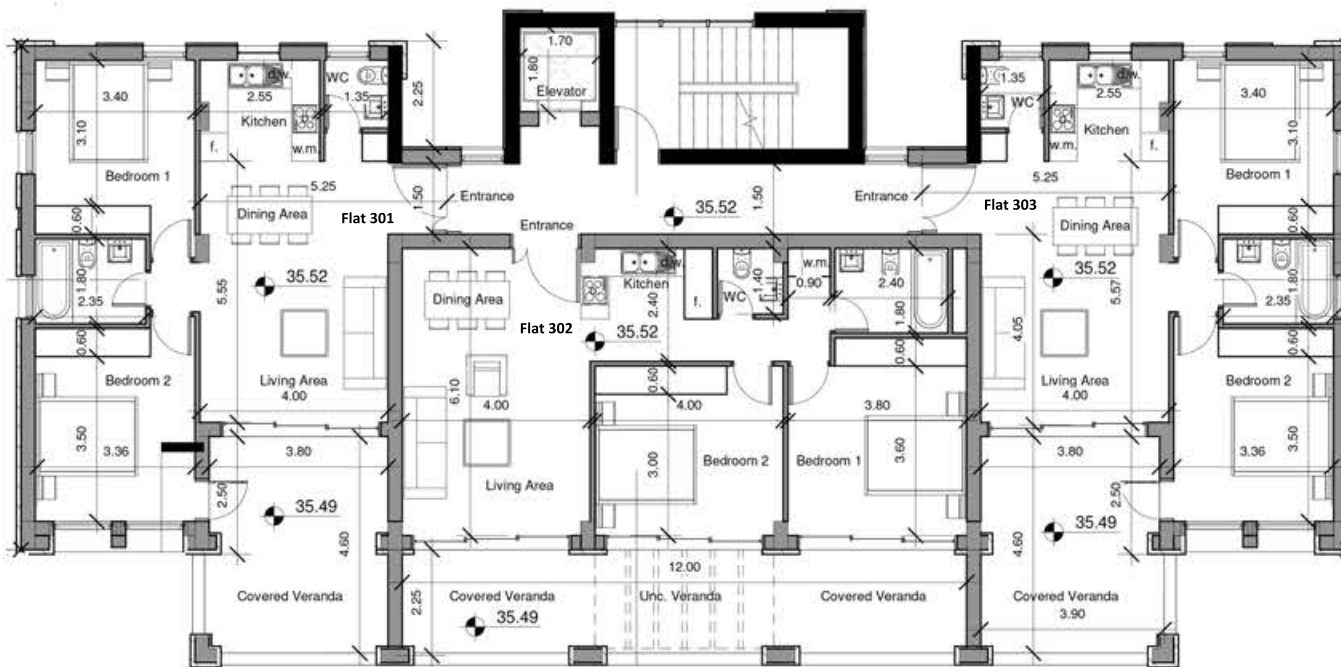 1.70
1.80
Elevator
2.25
3.40
3.10
Bedroom 1
0.60
d.w.
2.55
Kitchen
f.
w.m.
WC
1.35
5.25
Dining Area
Flat 301
1.50
Entrance
Entrance
35.52
1.50
Entrance
1.35
WC
d.w.
2.55
Kitchen
w.m.
f.
5.25
Flat 303
Dining Area
3.40
3.10
Bedroom 1
0.60
1.80
2.35
0.60
Bedroom 2
3.50
3.36
5.55
35.52
Living Area
4.00
3.80
2.50
35.49
4.60
Covered Veranda
Dining Area
Flat 302
6.10
4.00
Living Area
d.w.
Kitchen
2.40
f.
35.52
WC
1.40
w.m.
0.90
2.40
1.80
0.60
4.00
3.00
Bedroom 2
0.60
3.80
3.60
Bedroom 1
12.00
2.25
Covered Veranda
35.49
Unc. Veranda
Covered Veranda
35.52
5.57
4.05
Living Area
4.00
3.80
2.50
35.49
4.60
Covered Veranda
3.90
1.80
2.35
0.60
Bedroom 2
3.50
3.36